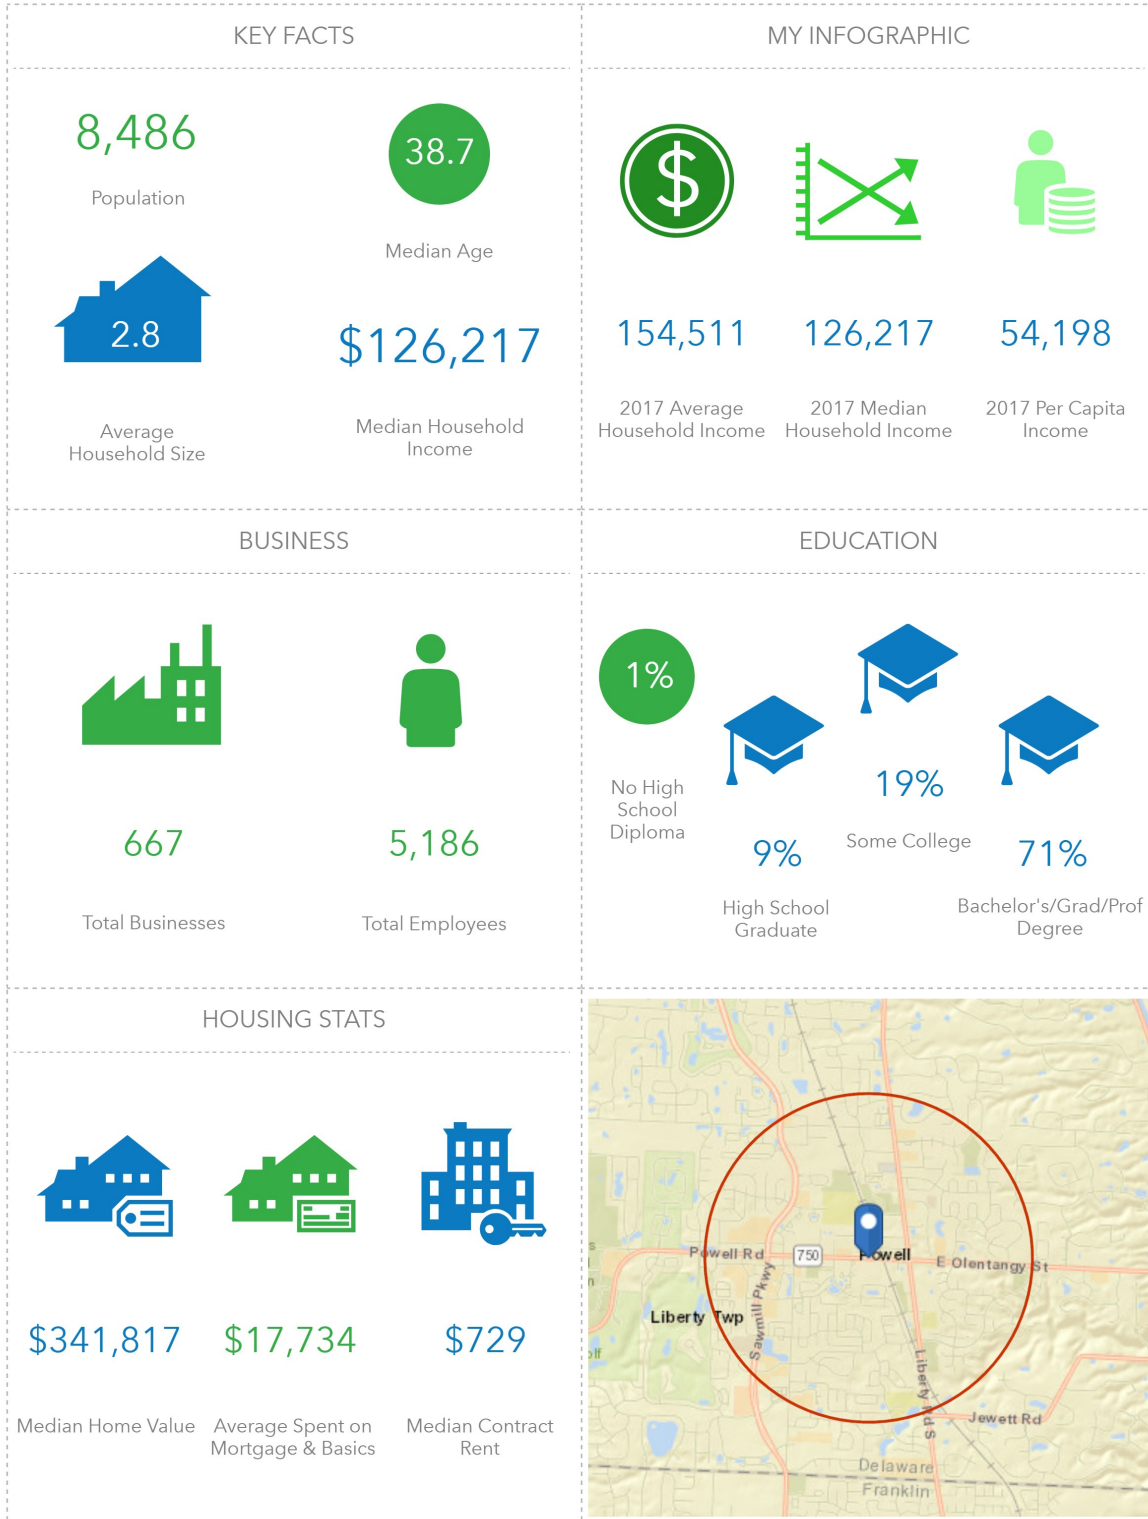 KEY FACTS
8,486
Population
38.7
Median Age
2.8
Average
Household Size
$126,217
Median Household
Income
MY INFOGRAPHIC
154,511
2017 Average
Household Income
126,217
2017 Median
Household Income
54,198
2017 Per Capita
Income
BUSINESS
667
Total Businesses
5,186
Total Employees
EDUCATION
1%
No High
School
Diploma
9%
High School
Graduate
19%
Some College
71%
Bachelor's/Grad/Prof
Degree
HOUSING STATS
$341,817
Median Home Value
$17,734
Average Spent on
Mortgage & Basics
$729
Median Contract
Rent
Powell Rd
750
Powell
E Olentangy St
Liberty Twp
Sawmill Pkwy
Liberty Rd S
Jewett Rd
Delaware
Franklin